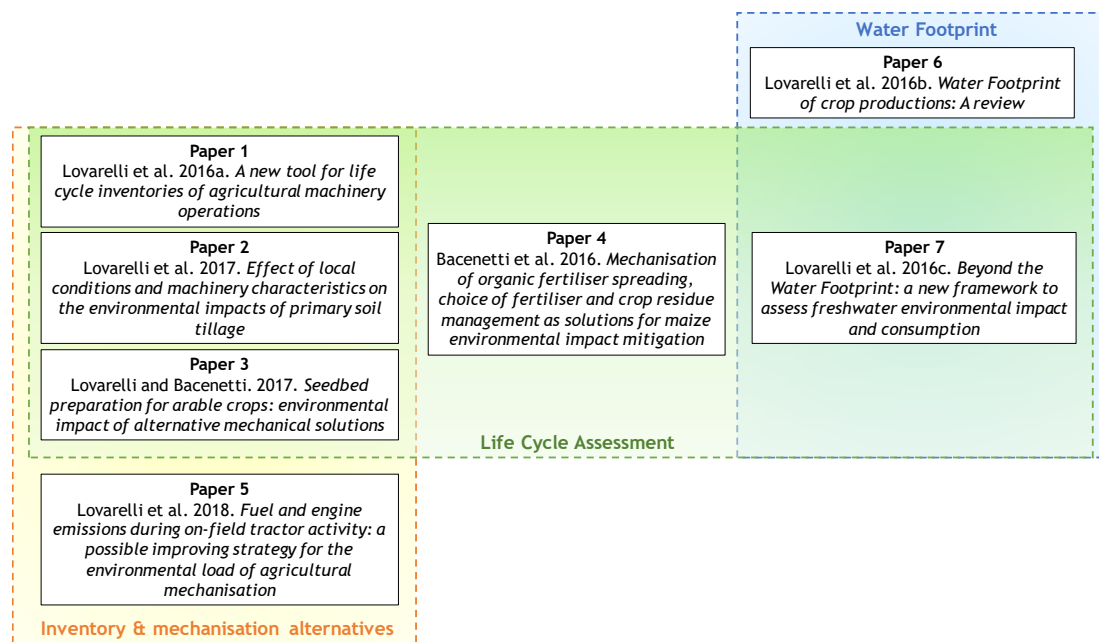 Water Footprint
Paper 6
Lovarelli et al. 2016b. Water Footprint
of crop productions: A review
Paper 1
Lovarelli et al. 2016a. A new tool for life
cycle inventories of agricultural machinery
operations
Paper 2
Lovarelli et al. 2017. Effect of local
conditions and machinery characteristics on
the environmental impacts of primary soil
tillage
Paper 3
Lovarelli and Bacenetti. 2017. Seedbed
preparation for arable crops: environmental
impact of alternative mechanical solutions
Paper 4
Bacenetti et al. 2016. Mechanisation
of organic fertiliser spreading,
choice of fertiliser and crop residue
management as solutions for maize
environmental impact mitigation
Paper 7
Lovarelli et al. 2016c. Beyond the
Water Footprint: a new framework to
assess freshwater environmental impact
and consumption
Life Cycle Assessment
Paper 5
Lovarelli et al. 2018. Fuel and engine
emissions during on-field tractor activity: a
possible improving strategy for the
environmental load of agricultural
mechanisation
Inventory & mechanisation alternatives